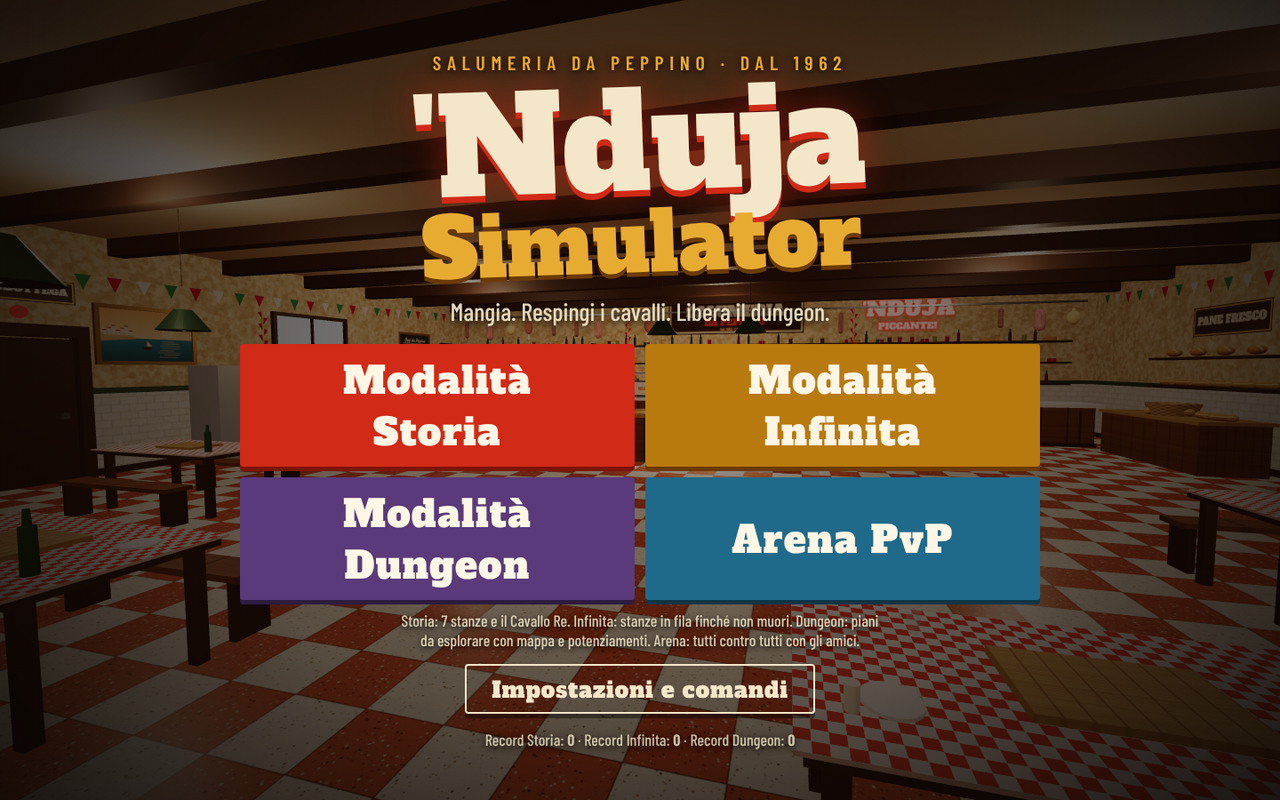 SALUMERIA DA PEPPINO · DAL 1962
'Nduja
Simulator
Mangia. Respingi i cavalli. Libera il dungeon.
BOTTEGA
'NDUJA
PICCANTE!
PANE FRESCO
Modalità
Storia
Modalità
Infinita
Modalità
Dungeon
Arena PvP
Storia: 7 stanze e il Cavallo Re. Infinita: stanze in fila finché non muori. Dungeon: piani
da esplorare con mappa e potenziamenti. Arena: tutti contro tutti con gli amici.
Impostazioni e comandi
Record Storia: 0 · Record Infinita: 0 · Record Dungeon: 0